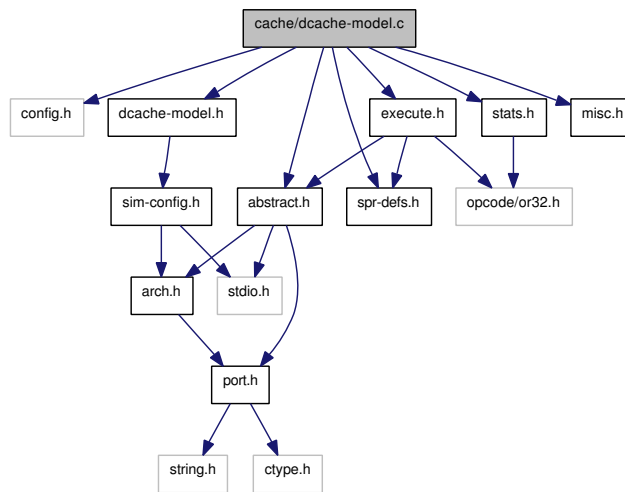 cache/dcache-model.c
config.h
dcache-model.h
execute.h
stats.h
misc.h
sim-config.h
abstract.h
spr-defs.h
opcode/or32.h
arch.h
stdio.h
port.h
string.h
ctype.h